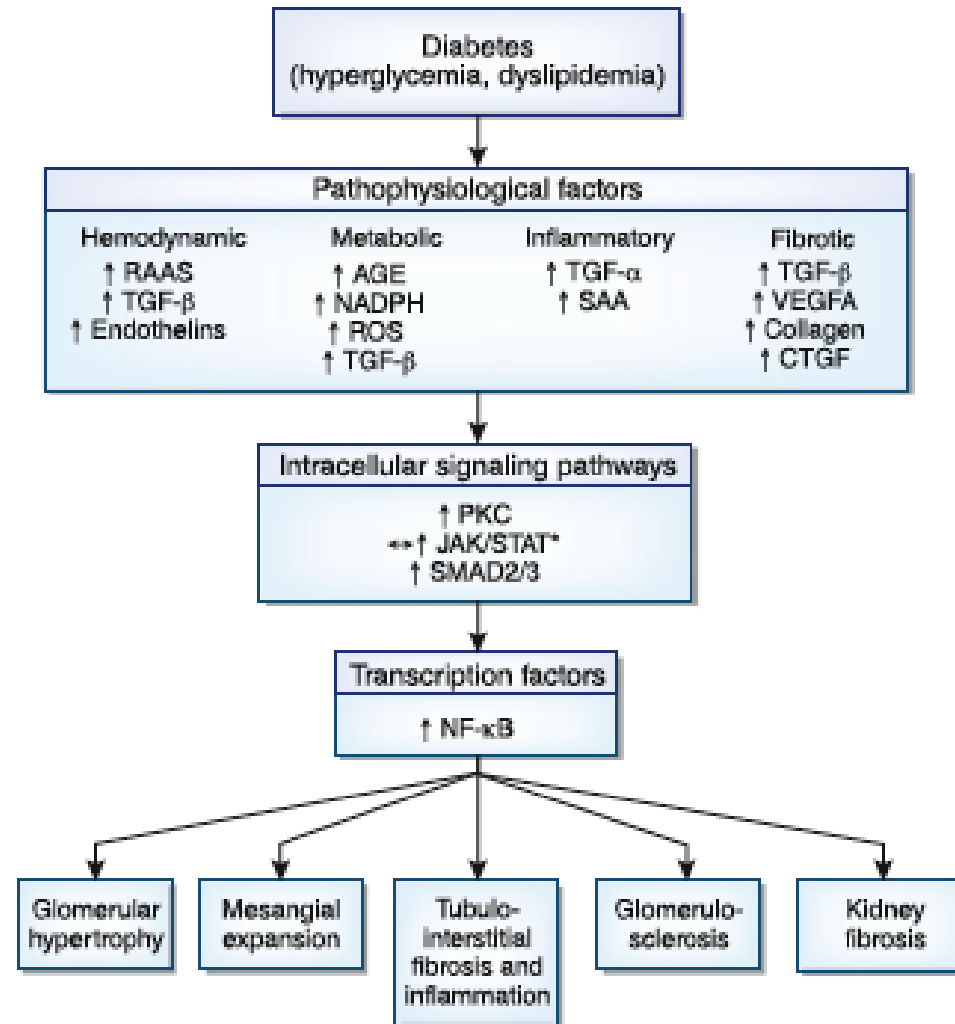 Diabetes
(hyperglycemia, dyslipidemia)
Pathophysiological factors
Hemodynamic
↑ RAAS
↑ TGF-β
↑ Endothelins
Metabolic
↑ AGE
↑ NADPH
↑ ROS
↑ TGF-β
Inflammatory
↑ TGF-α
↑ SAA
Fibrotic
↑ TGF-β
↑ VEGFA
↑ Collagen
↑ CTGF
Intracellular signaling pathways
↑ PKC
↔↑ JAK/STAT*
↑ SMAD2/3
Transcription factors
↑ NF-κB
Glomerular
hypertrophy
Mesangial
expansion
Tubulo-
interstitial
fibrosis and
inflammation
Glomerulo-
sclerosis
Kidney
fibrosis